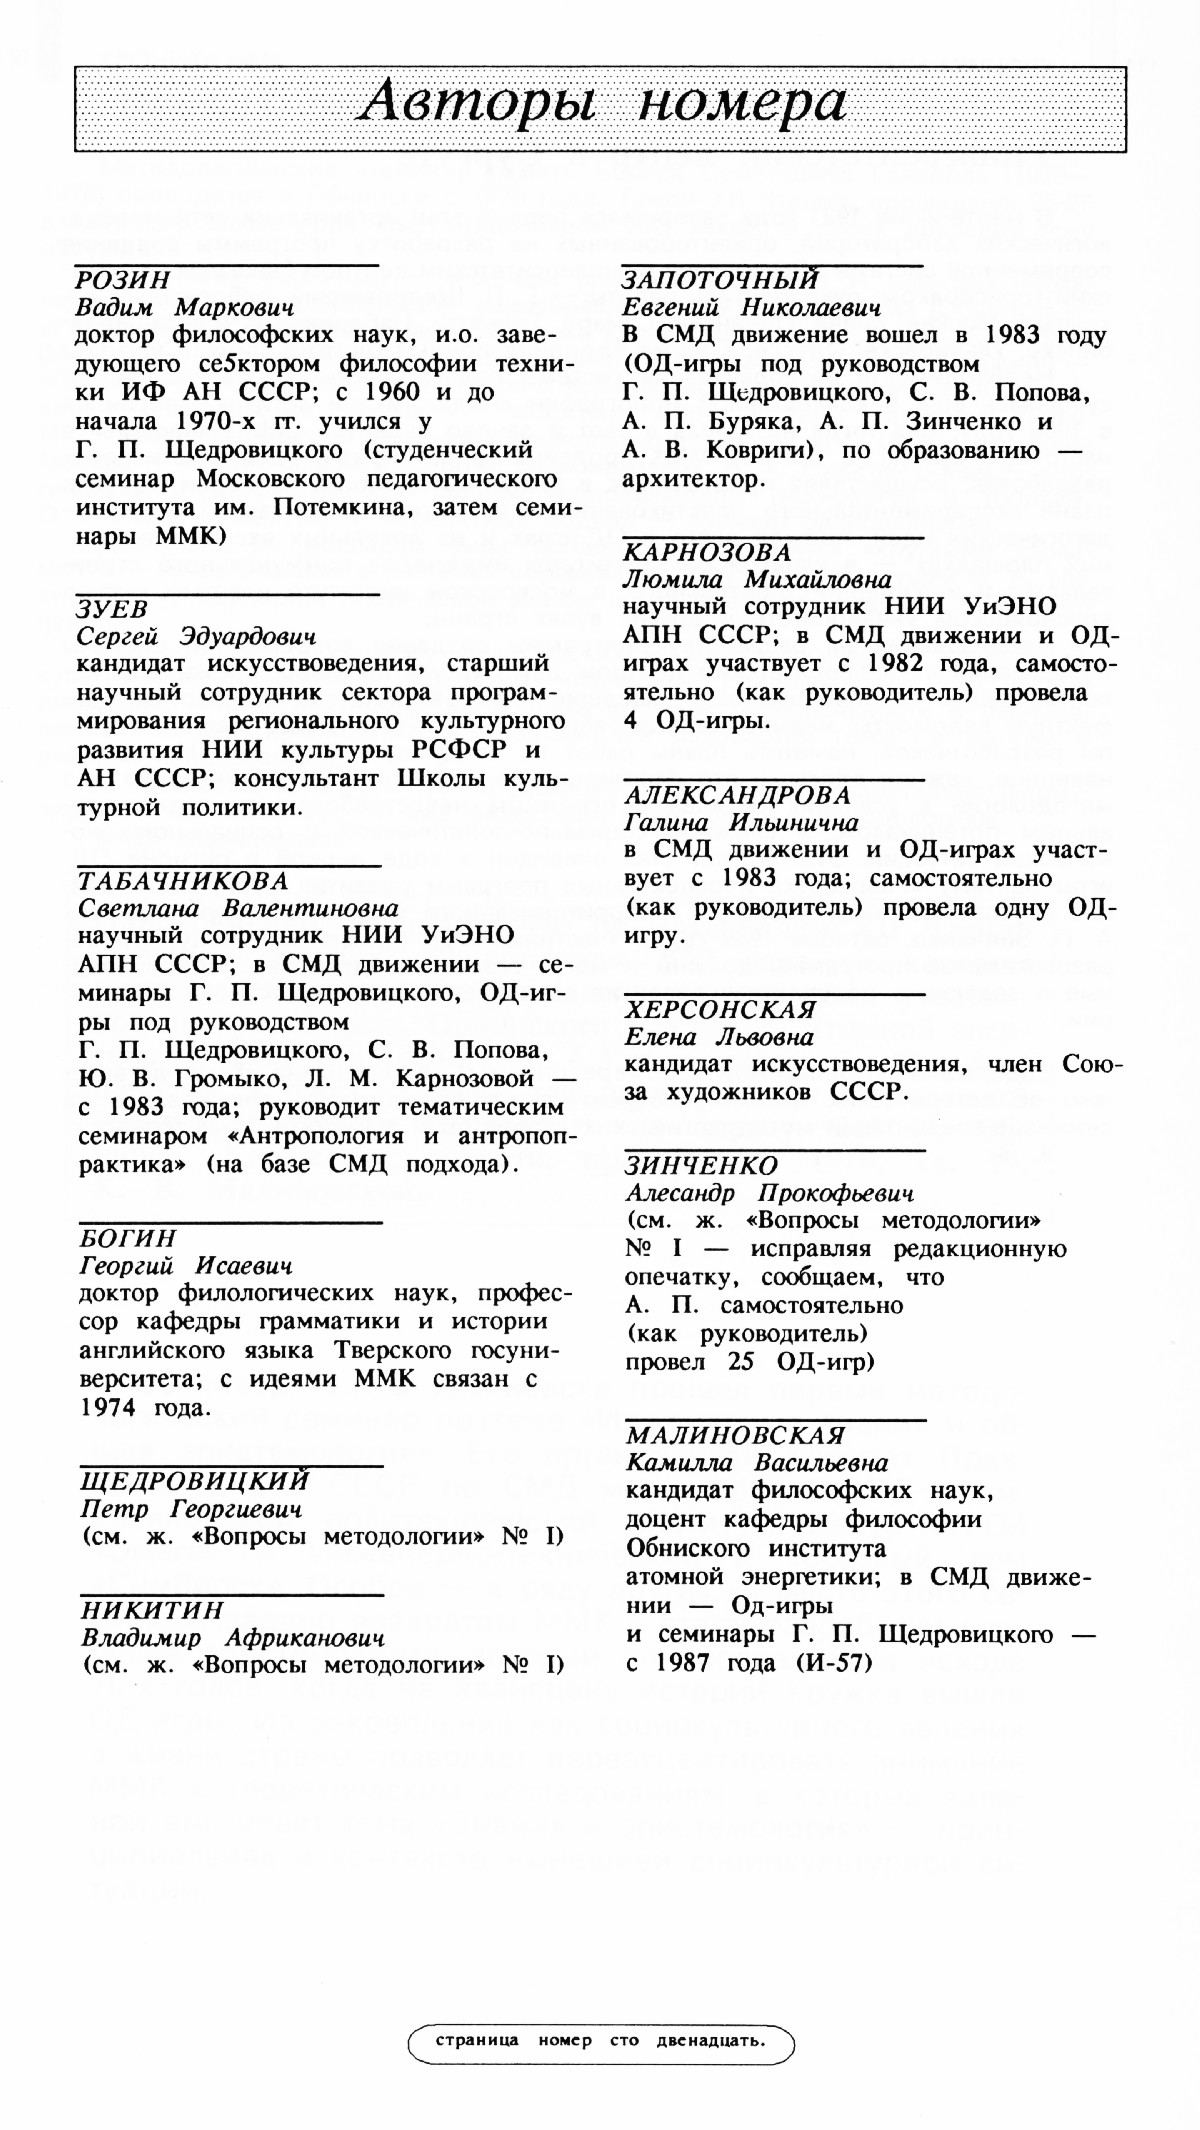 Авторы номера
РОЗИН
Вадим Маркович
доктор философских наук, и.о. заве-
дующего се5ктором философии техни-
ки ИФ АН СССР; с 1960 и до
начала 1970-х гг. учился у
Г. П. Щедровицкого (студенческий
семинар Московского педагогического
института им. Потемкина, затем семи-
нары ММК)
ЗУЕВ
Сергей Эдуардович
кандидат искусствоведения, старший
научный сотрудник сектора програм-
мирования регионального культурного
развития НИИ культуры РСФСР и
АН СССР; консультант Школы куль-
турной политики.
ТАБАЧНИКОВА
Светлана Валентиновна
научный сотрудник НИИ УиЭНО
АПН СССР; в СМД движении — се-
минары Г. П. Щедровицкого, ОД-иг-
ры под руководством
Г. П. Щедровицкого, С. В. Попова,
Ю. В. Громыко, Л. М. Карнозовой —
с 1983 года; руководит тематическим
семинаром «Антропология и антропоп-
рактика» (на базе СМД подхода).
БОГИН
Георгий Исаевич
доктор филологических наук, профес-
сор кафедры грамматики и истории
английского языка Тверского госуни-
верситета; с идеями ММК связан с
1974 года.
ЩЕДРОВИЦКИЙ
Петр Георгиевич
(см. ж. «Вопросы методологии» № I)
НИКИТИН
Владимир Африканович
(см. ж. «Вопросы методологии» № I)
ЗАПОТОЧНЫЙ
Евгений Николаевич
В СМД движение вошел в 1983 году
(ОД-игры под руководством
Г. П. Щедровицкого, С. В. Попова,
А. П. Буряка, А. П. Зинченко и
А. В. Ковриги), по образованию —
архитектор.
КАРНОЗОВА
Люмила Михайловна
научный сотрудник НИИ УиЭНО
АПН СССР; в СМД движении и ОД-
играх участвует с 1982 года, самосто-
ятельно (как руководитель) провела
4 ОД-игры.
АЛЕКСАНДРОВА
Галина Ильинична
в СМД движении и ОД-играх участ-
вует с 1983 года; самостоятельно
(как руководитель) провела одну ОД-
игру.
ХЕРСОНСКАЯ
Елена Львовна
кандидат искусствоведения, член Сою-
за художников СССР.
ЗИНЧЕНКО
Алесандр Прокофьевич
(см. ж. «Вопросы методологии»
№ I — исправляя редакционную
опечатку, сообщаем, что
А. П. самостоятельно
(как руководитель)
провел 25 ОД-игр)
МАЛИНОВСКАЯ
Камилла Васильевна
кандидат философских наук,
доцент кафедры философии
Обниского института
атомной энергетики; в СМД движе-
нии — Од-игры
и семинары Г. П. Щедровицкого —
с 1987 года (И-57)
страница номер сто двенадцать.